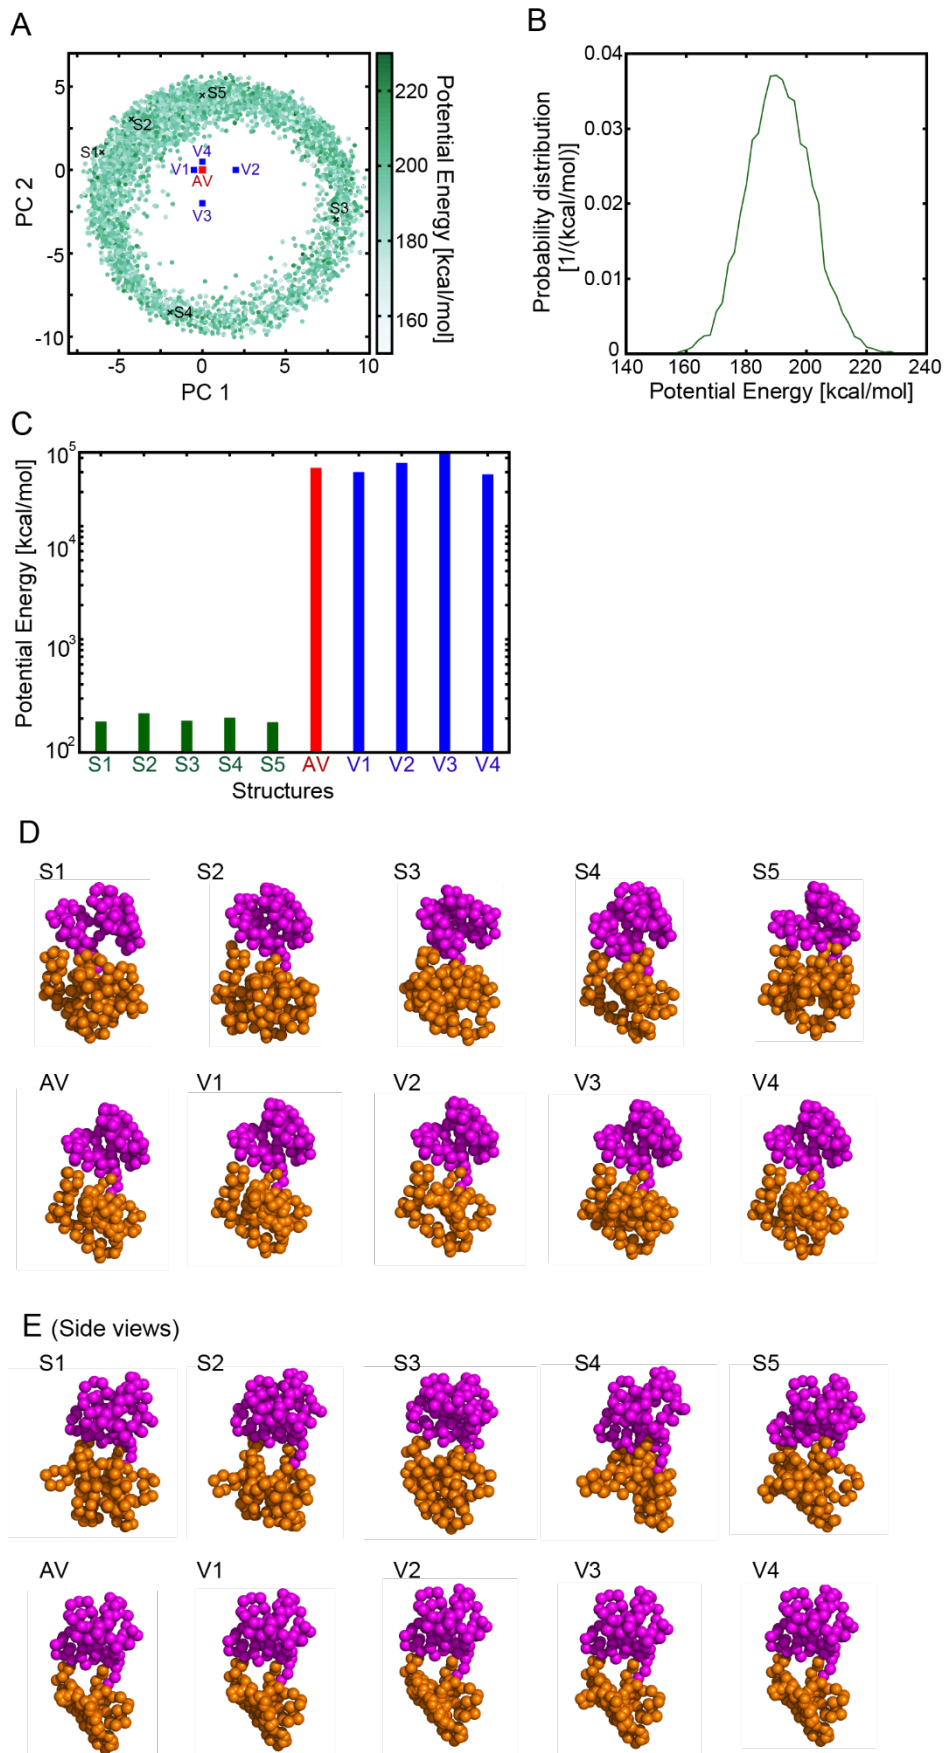 A
5
0
-5
-10
PC 2
-5
0
5
10
PC 1
S1
S2
S3
S4
S5
V1
V2
V3
V4
AV
220
200
180
160
Potential Energy [kcal/mol]
B
0.04
0.03
0.02
0.01
0
Probability distribution
[1/(kcal/mol)]
140
160
180
200
220
240
Potential Energy [kcal/mol]
C
10^5
10^4
10^3
10^2
Potential Energy [kcal/mol]
S1 S2 S3 S4 S5 AV V1 V2 V3 V4
Structures
D
S1 S2 S3 S4 S5
AV V1 V2 V3 V4
E (Side views)
S1 S2 S3 S4 S5
AV V1 V2 V3 V4